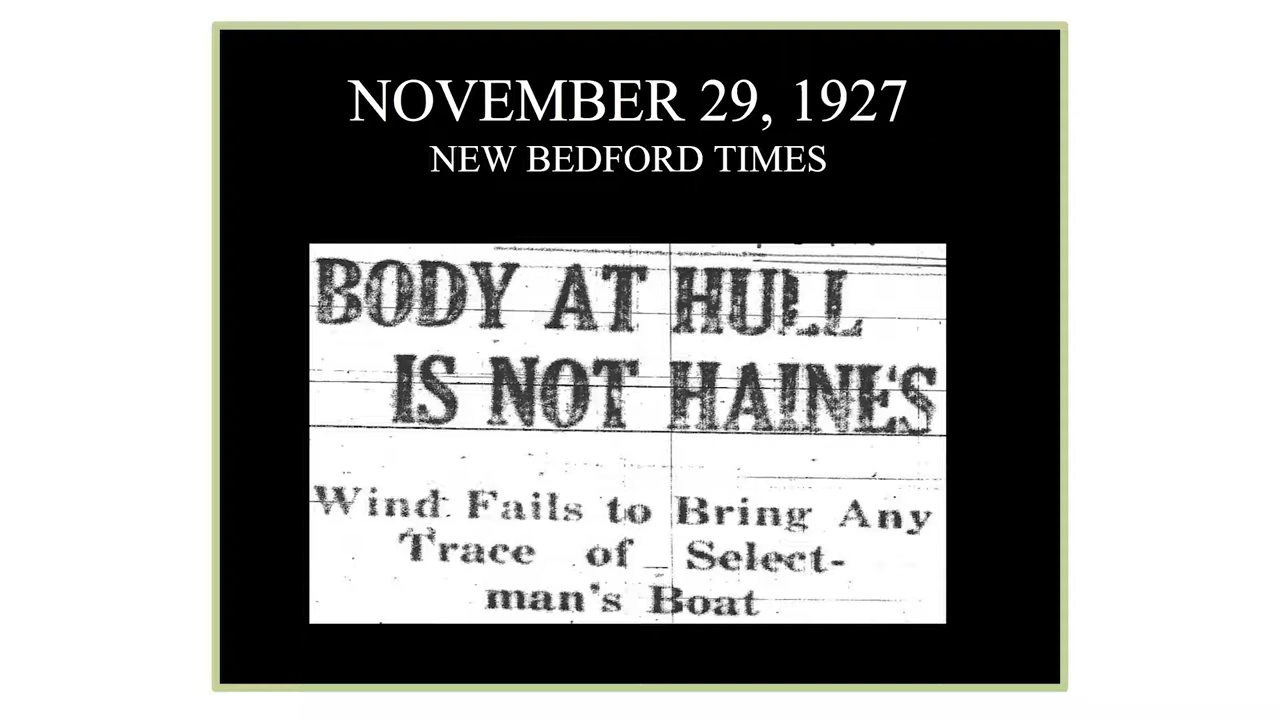 NOVEMBER 29, 1927
NEW BEDFORD TIMES
BODY AT HULL
IS NOT HAINE'S
Wind Fails to Bring Any
Trace of Select-
man's Boat